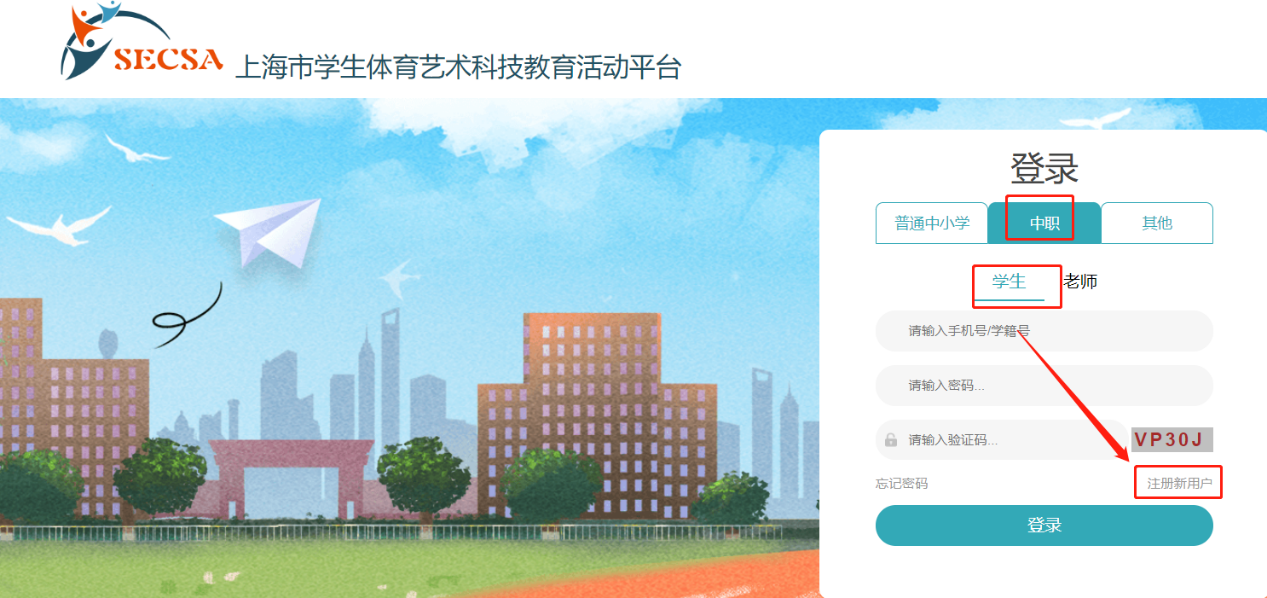 SECSA 上海市学生体育艺术科技教育活动平台
登录
普通中小学 中职 其他
学生 老师
请输入手机号/学籍号
请输入密码...
请输入验证码... VP30J
忘记密码 注册新用户
登录